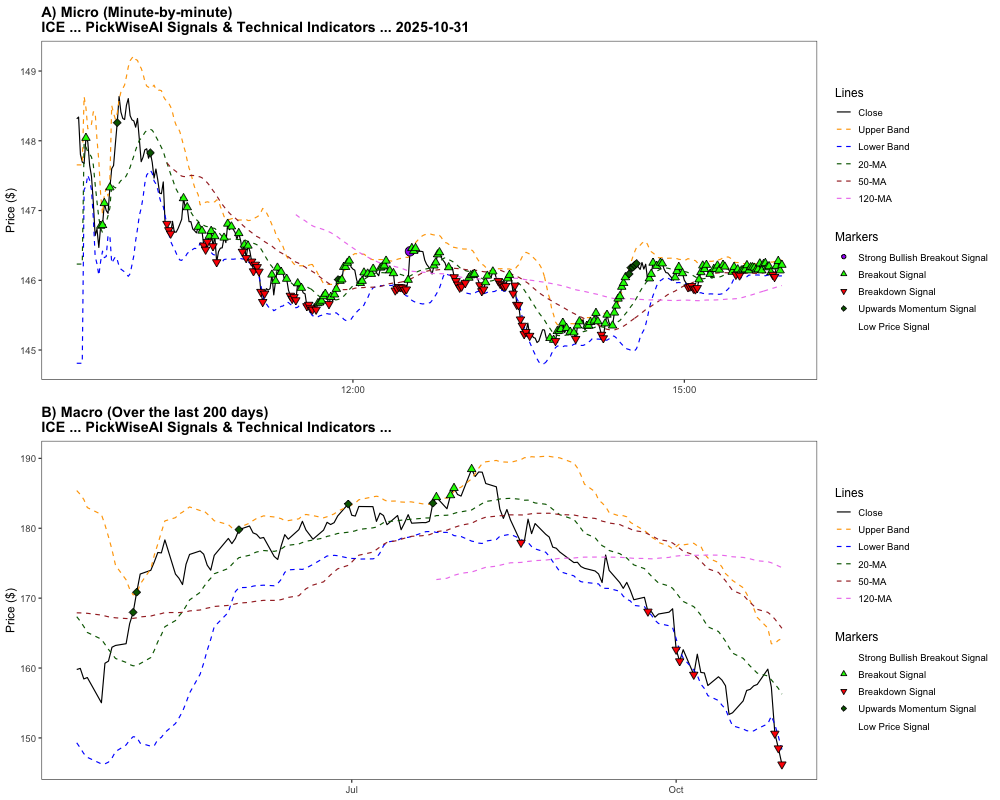 A) Micro (Minute-by-minute)
ICE ... PickWiseAI Signals & Technical Indicators ... 2025-10-31
149
148
147
146
145
Price ($)
12:00
15:00
Lines
Close
Upper Band
Lower Band
20-MA
50-MA
120-MA
Markers
Strong Bullish Breakout Signal
Breakout Signal
Breakdown Signal
Upwards Momentum Signal
Low Price Signal
B) Macro (Over the last 200 days)
ICE ... PickWiseAI Signals & Technical Indicators ...
190
180
170
160
150
Price ($)
Jul
Oct
Lines
Close
Upper Band
Lower Band
20-MA
50-MA
120-MA
Markers
Strong Bullish Breakout Signal
Breakout Signal
Breakdown Signal
Upwards Momentum Signal
Low Price Signal